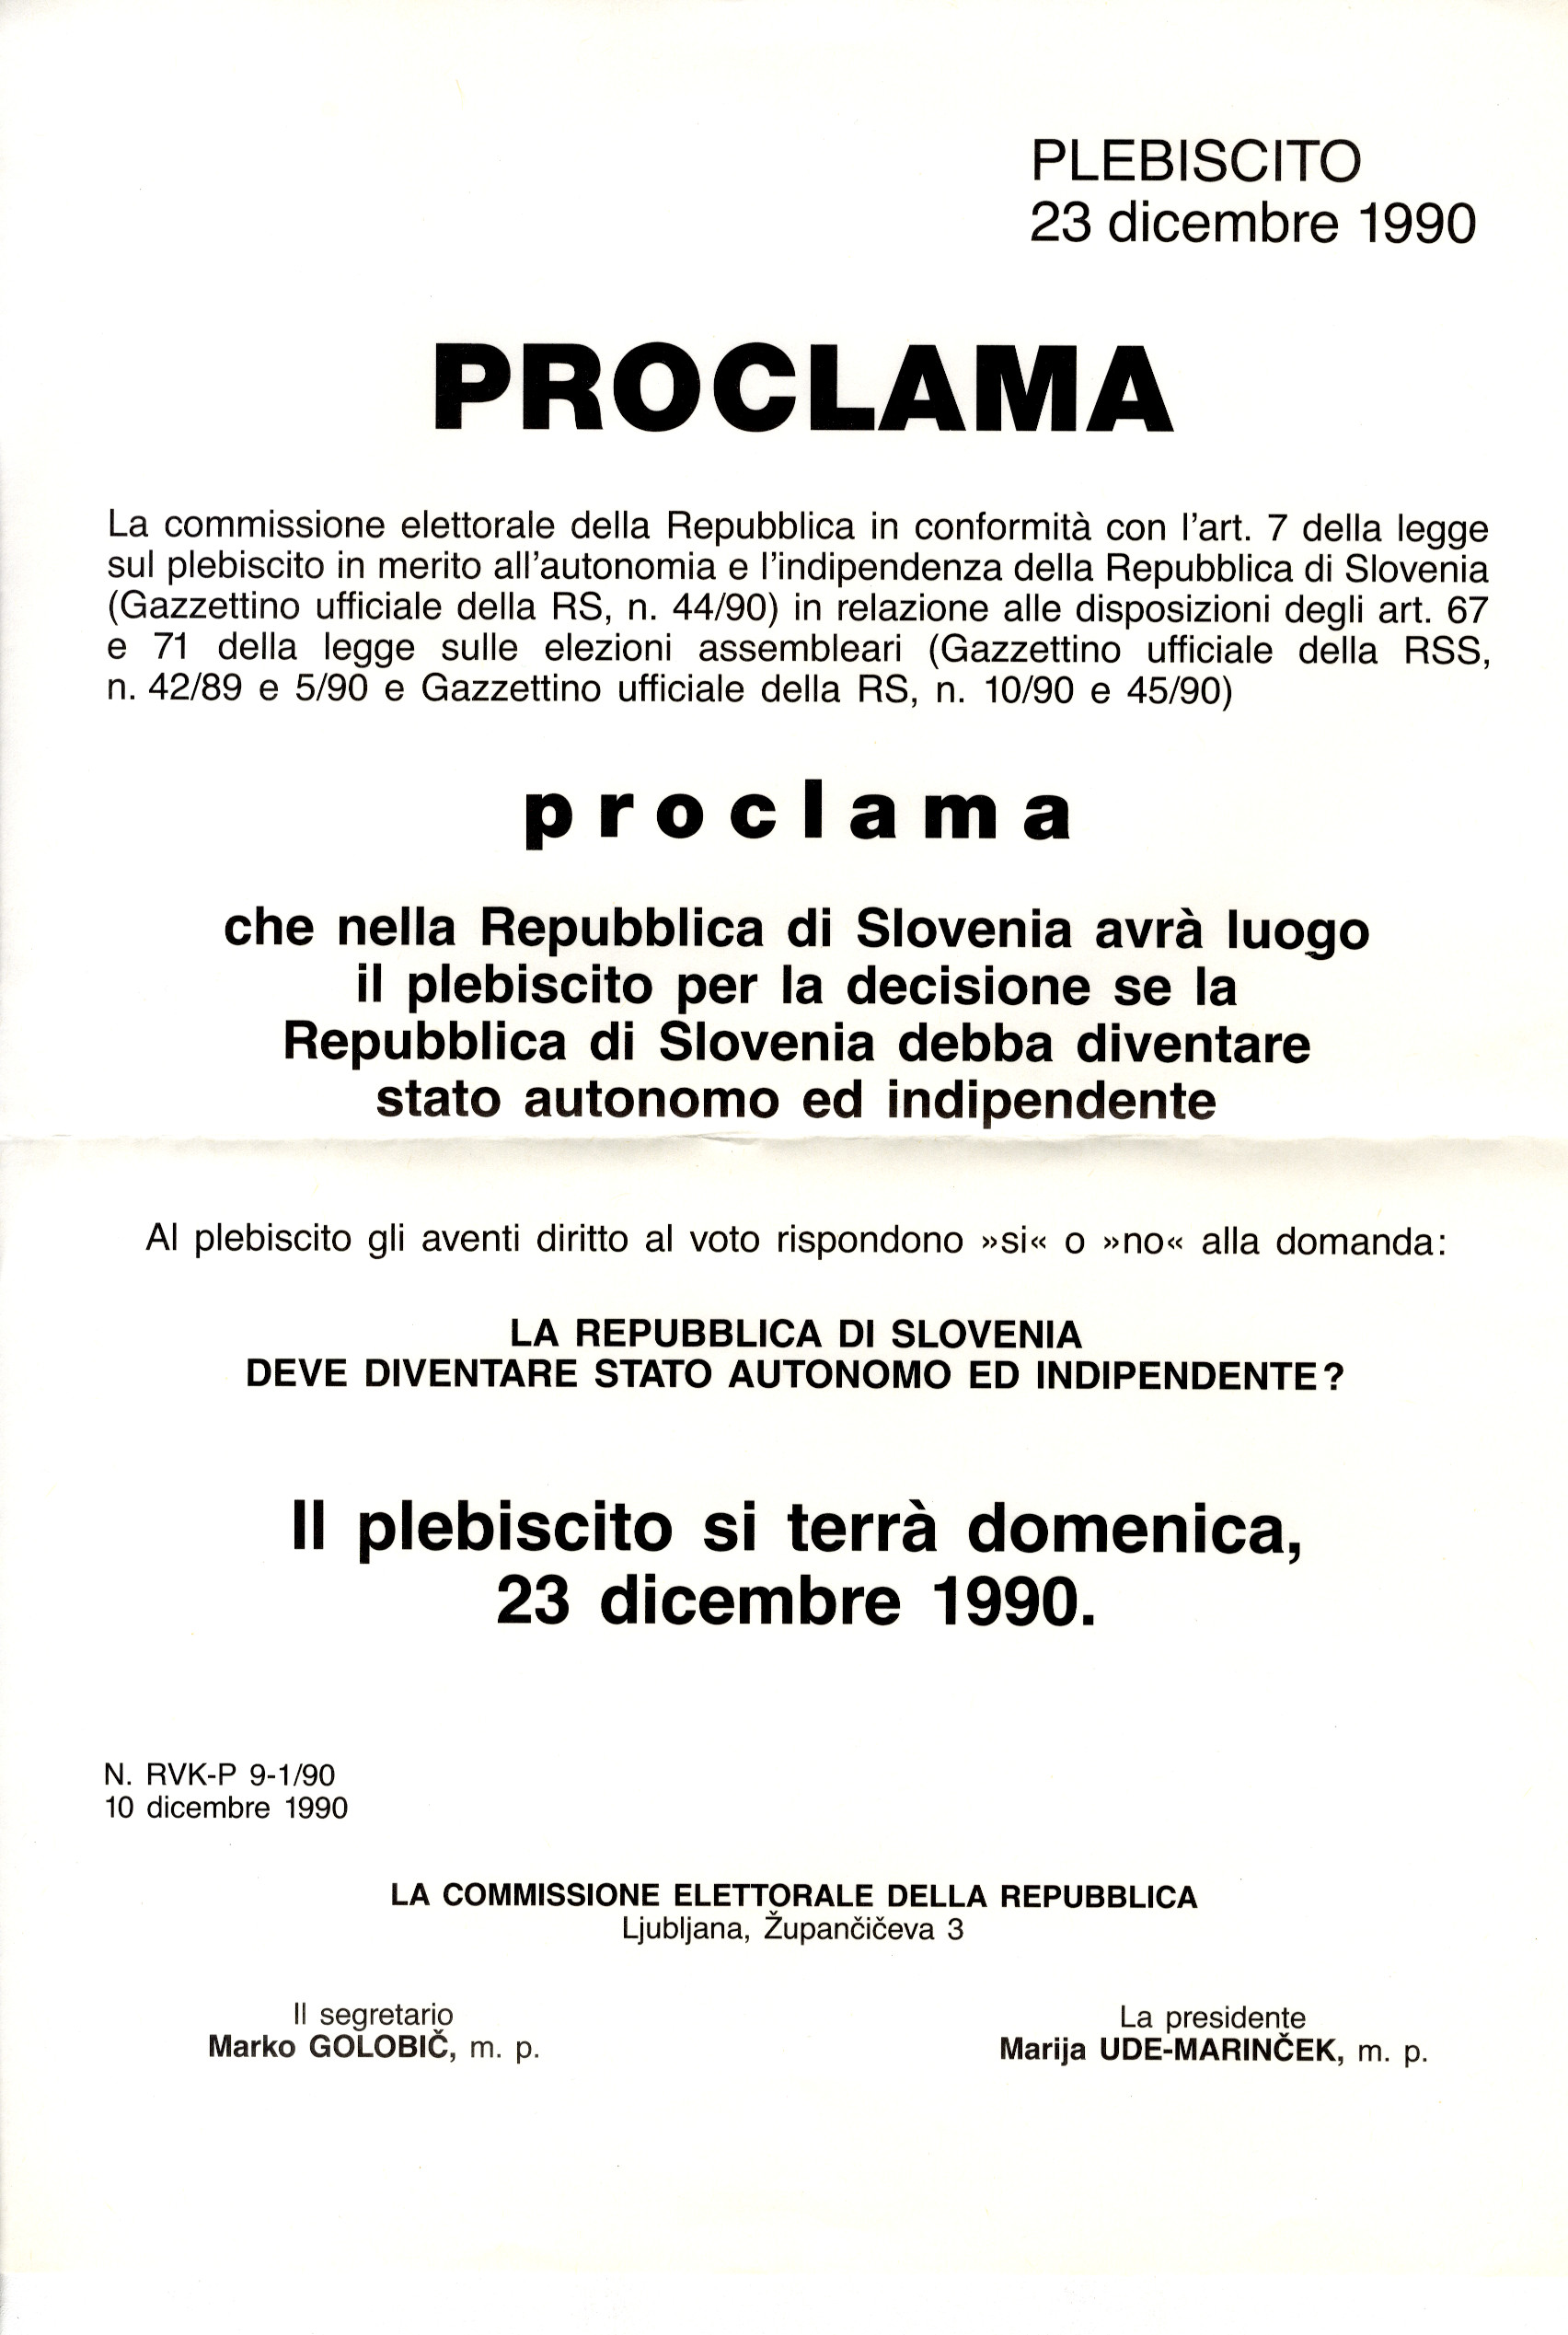 PLEBISCITO
23 dicembre 1990
PROCLAMA
La commissione elettorale della Repubblica in conformità con l'art. 7 della legge
sul plebiscito in merito all'autonomia e l'indipendenza della Repubblica di Slovenia
(Gazzettino ufficiale della RS, n. 44/90) in relazione alle disposizioni degli art. 67
e 71 della legge sulle elezioni assembleari (Gazzettino ufficiale della RSS,
n. 42/89 e 5/90 e Gazzettino ufficiale della RS, n. 10/90 e 45/90)
proclama
che nella Repubblica di Slovenia avrà luogo
il plebiscito per la decisione se la
Repubblica di Slovenia debba diventare
stato autonomo ed indipendente
Al plebiscito gli aventi diritto al voto rispondono »si« o »no« alla domanda:
LA REPUBBLICA DI SLOVENIA
DEVE DIVENTARE STATO AUTONOMO ED INDIPENDENTE?
Il plebiscito si terrà domenica,
23 dicembre 1990.
N. RVK-P 9-1/90
10 dicembre 1990
LA COMMISSIONE ELETTORALE DELLA REPUBBLICA
Ljubljana, Župančičeva 3
Il segretario
Marko GOLOBIČ, m. p.
La presidente
Marija UDE-MARINČEK, m. p.